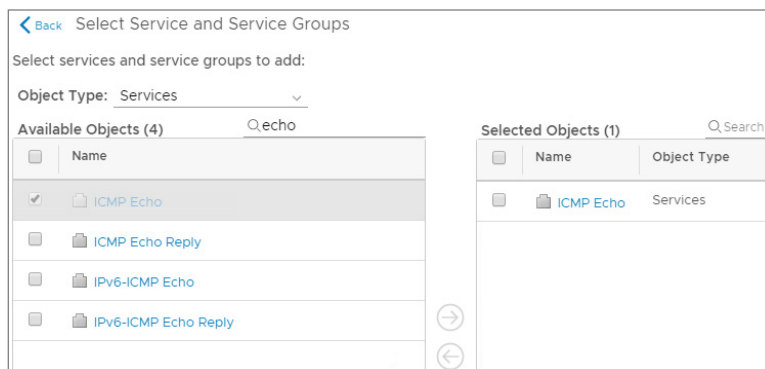 Back Select Service and Service Groups
Select services and service groups to add:
Object Type: Services
Available Objects (4) echo
Name
ICMP Echo
ICMP Echo Reply
IPv6-ICMP Echo
IPv6-ICMP Echo Reply
Selected Objects (1) Search
Name Object Type
ICMP Echo Services